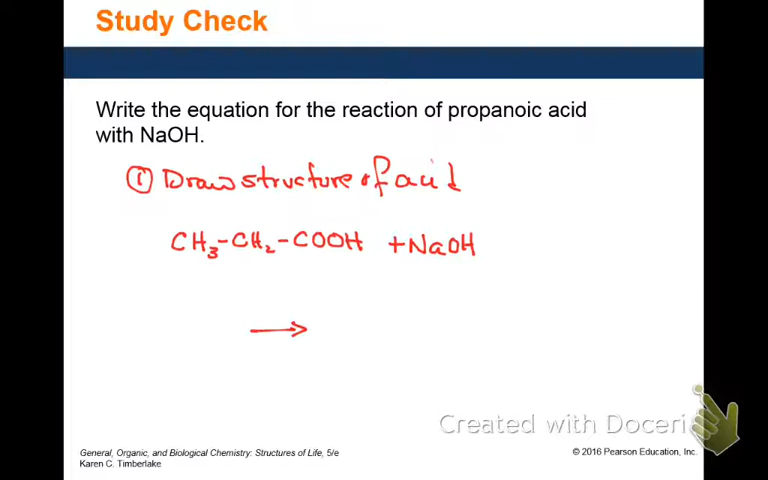 Study Check
Write the equation for the reaction of propanoic acid
with NaOH.
① Draw structure of acid
CH₃-CH₂-COOH + NaOH
→
Created with Doceri
General, Organic, and Biological Chemistry: Structures of Life, 5/e
Karen C. Timberlake
© 2016 Pearson Education, Inc.